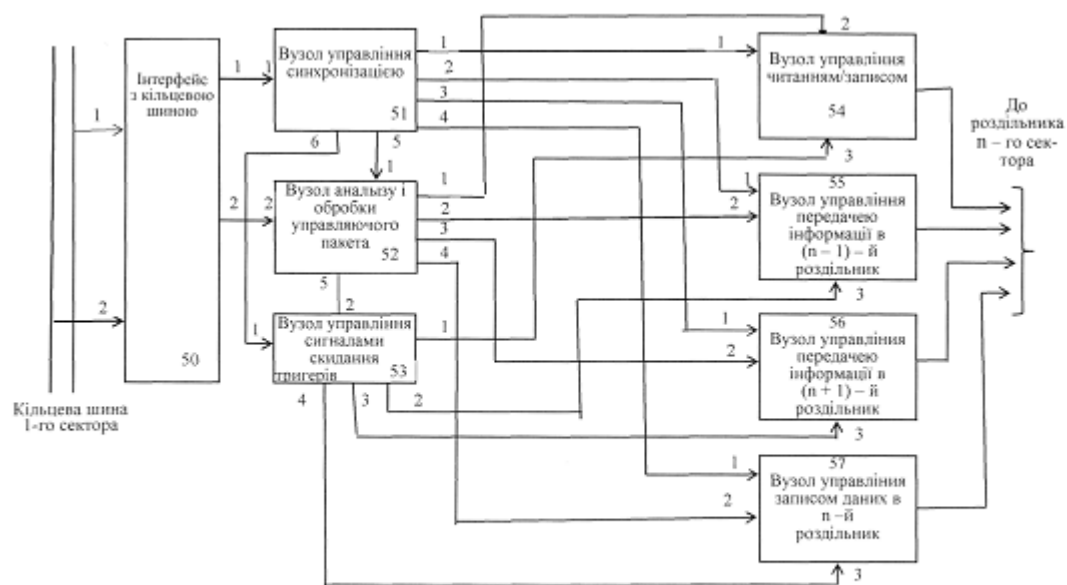 Кільцева шина
1-го сектора
1
2
Інтерфейс
з кільцевою
шиною
50
1
1
2
2
Вузол управління
синхронізацією
51
1
2
3
4
6
5
1
Вузол анализу і
обробки
управляючого
пакета
52
1
2
3
4
5
2
1
Вузол управління
сигналами
скидання
тригерів
53
1
4
3
2
1
2
Вузол управління
читанням/записом
54
3
1
2
55
Вузол управління
передачею
інформації в
(n – 1) – й
роздільник
3
1
2
56
Вузол управління
передачею
інформації в
(n + 1) – й
роздільник
3
1
2
57
Вузол управління
записом даних в
n –й
роздільник
3
До
роздільника
n – го сек-
тора